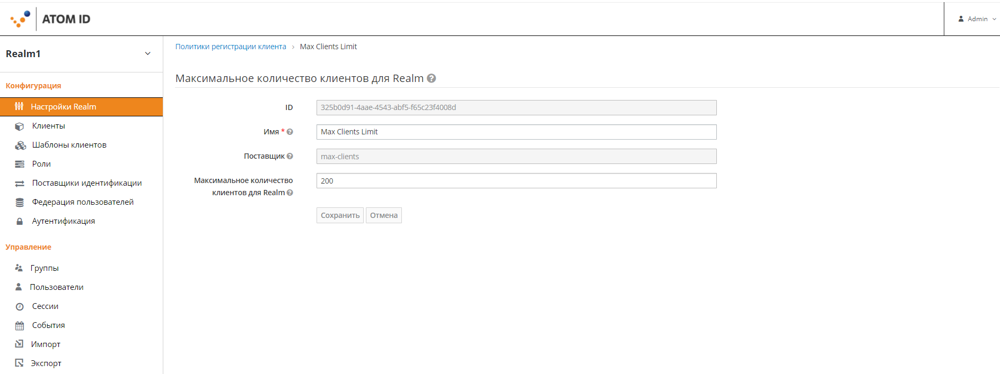 ATOM ID
Admin
Realm1
Конфигурация
Настройки Realm
Клиенты
Шаблоны клиентов
Роли
Поставщики идентификации
Федерация пользователей
Аутентификация
Управление
Группы
Пользователи
Сессии
События
Импорт
Экспорт
Политики регистрации клиента › Max Clients Limit
Максимальное количество клиентов для Realm ?
ID 325b0d91-4aae-4543-abf5-f65c23f4008d
Имя * ? Max Clients Limit
Поставщик ? max-clients
Максимальное количество 200
клиентов для Realm ?
Сохранить Отмена